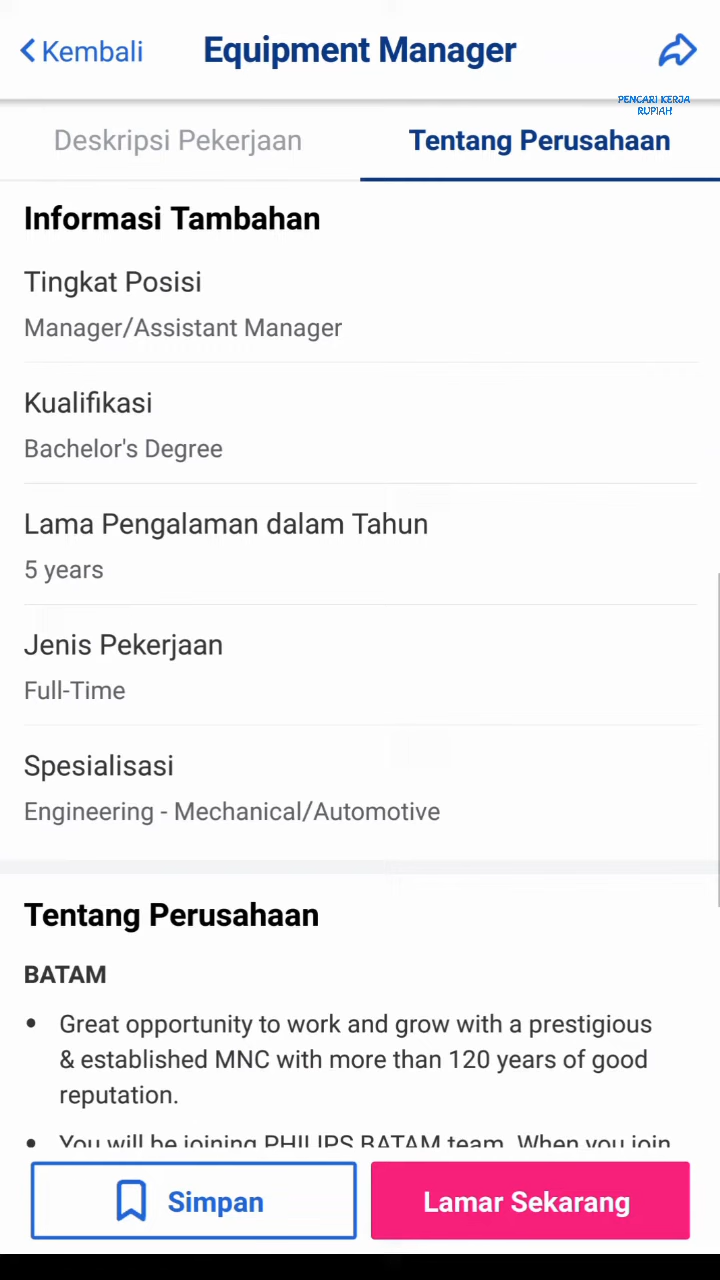 Kembali
Equipment Manager
PENCARI KERJA
RUPIAH
Deskripsi Pekerjaan
Tentang Perusahaan
Informasi Tambahan
Tingkat Posisi
Manager/Assistant Manager
Kualifikasi
Bachelor's Degree
Lama Pengalaman dalam Tahun
5 years
Jenis Pekerjaan
Full-Time
Spesialisasi
Engineering - Mechanical/Automotive
Tentang Perusahaan
BATAM
• Great opportunity to work and grow with a prestigious
& established MNC with more than 120 years of good
reputation.
• You will be joining PHILIPS BATAM team. When you join
Simpan
Lamar Sekarang